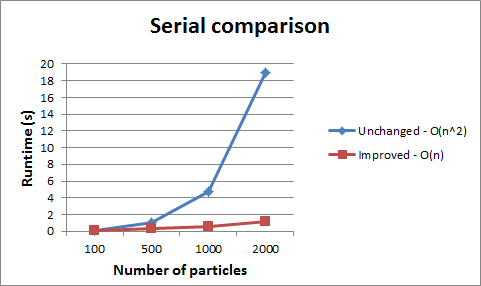 Serial comparison
Runtime (s)
20
18
16
14
12
10
8
6
4
2
0
100 500 1000 2000
Number of particles
Unchanged - O(n^2)
Improved - O(n)